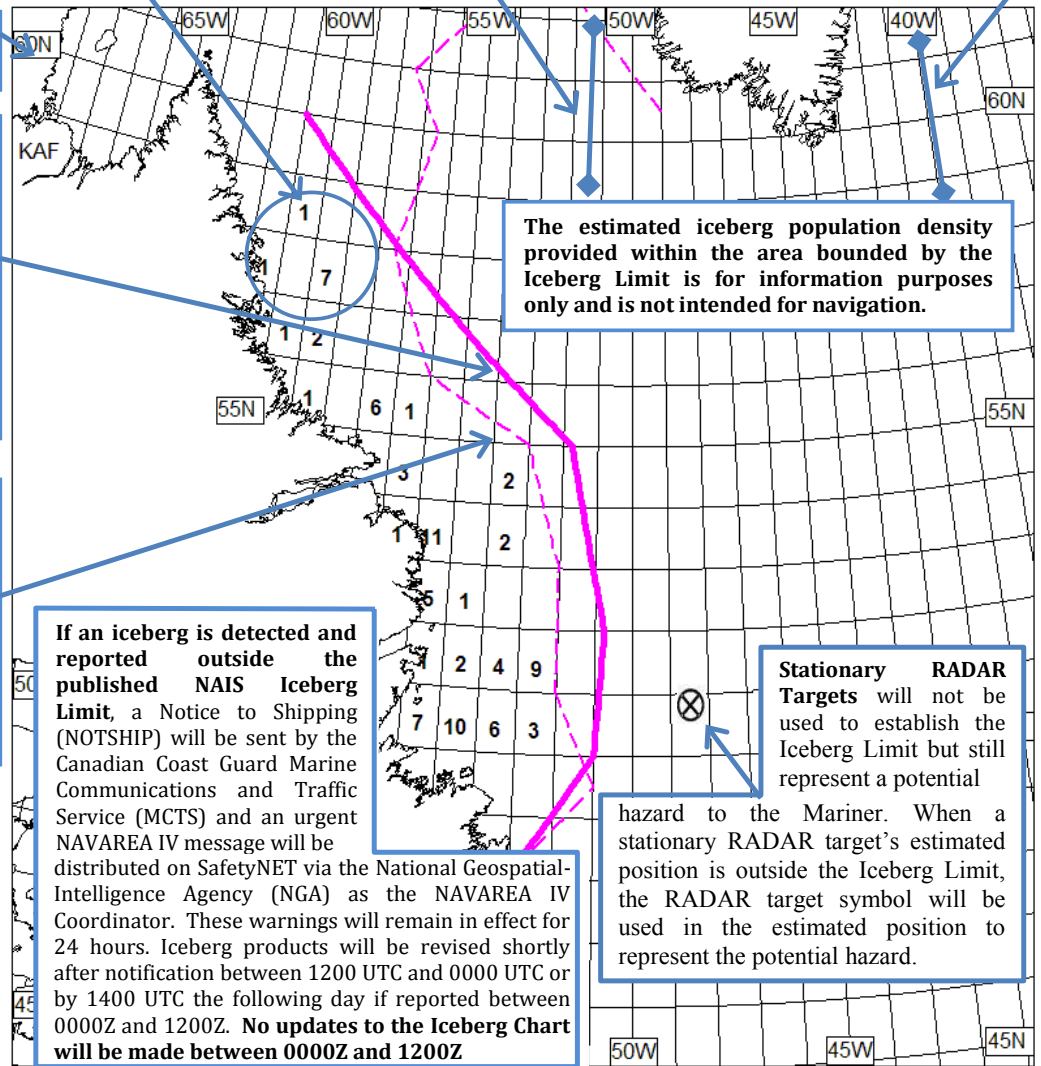 65W 60W 55W 50W 45W 40W
60N
60N
KAF
1
The estimated iceberg population density
provided within the area bounded by the
Iceberg Limit is for information purposes
only and is not intended for navigation.
1 7
1 2
55N 1 6 1 55N
3 2
1 11 2
5 1
If an iceberg is detected and
reported outside the
published NAIS Iceberg
Limit, a Notice to Shipping
(NOTSHIP) will be sent by the
Canadian Coast Guard Marine
Communications and Traffic
Service (MCTS) and an urgent
NAVAREA IV message will be
distributed on SafetyNET via the National Geospatial-
Intelligence Agency (NGA) as the NAVAREA IV
Coordinator. These warnings will remain in effect for
24 hours. Iceberg products will be revised shortly
after notification between 1200 UTC and 0000 UTC or
by 1400 UTC the following day if reported between
0000Z and 1200Z. No updates to the Iceberg Chart
will be made between 0000Z and 1200Z
50 1 2 4 9
7 10 6 3
Stationary RADAR
Targets will not be
used to establish the
Iceberg Limit but still
represent a potential
hazard to the Mariner. When a
stationary RADAR target's estimated
position is outside the Iceberg Limit,
the RADAR target symbol will be
used in the estimated position to
represent the potential hazard.
45
50W 45W 45N